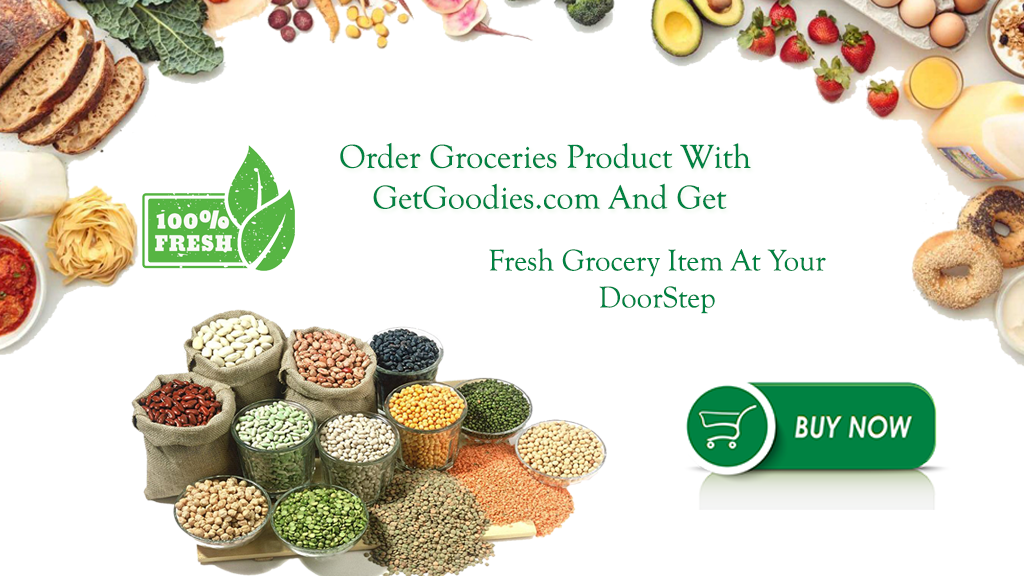 Order Groceries Product With
GetGoodies.com And Get
100%
FRESH
Fresh Grocery Item At Your
DoorStep
BUY NOW